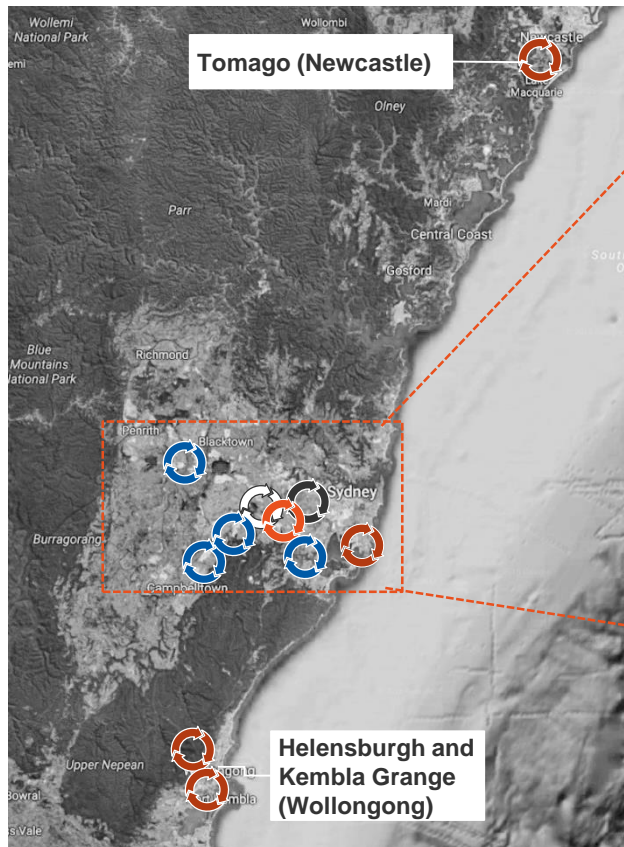 Wollemi
National Park
Wollombi
Newcastle
Tomago (Newcastle)
Lake
Macquarie
Olney
Mardi
Parr
Central Coast
Gosford
Richmond
Blue
Mountains
National Park
Penrith
Blacktown
Sydney
Burragorang
Campbelltown
Helensburgh and
Kembla Grange
(Wollongong)
Upper Nepean
Bowral